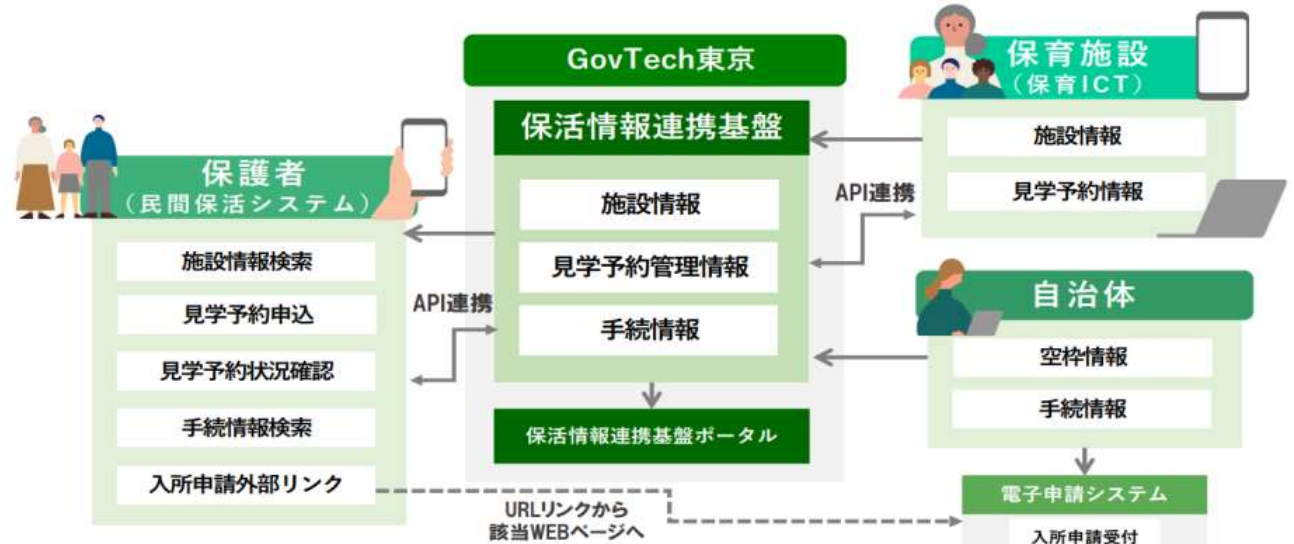 GovTech東京
保活情報連携基盤
施設情報
見学予約管理情報
手続情報
保活情報連携基盤ポータル
保護者
（民間保活システム）
施設情報検索
見学予約申込
見学予約状況確認
手続情報検索
入所申請外部リンク
API連携
URLリンクから
該当WEBページへ
API連携
保育施設
（保育ICT）
施設情報
見学予約情報
自治体
空枠情報
手続情報
電子申請システム
入所申請受付